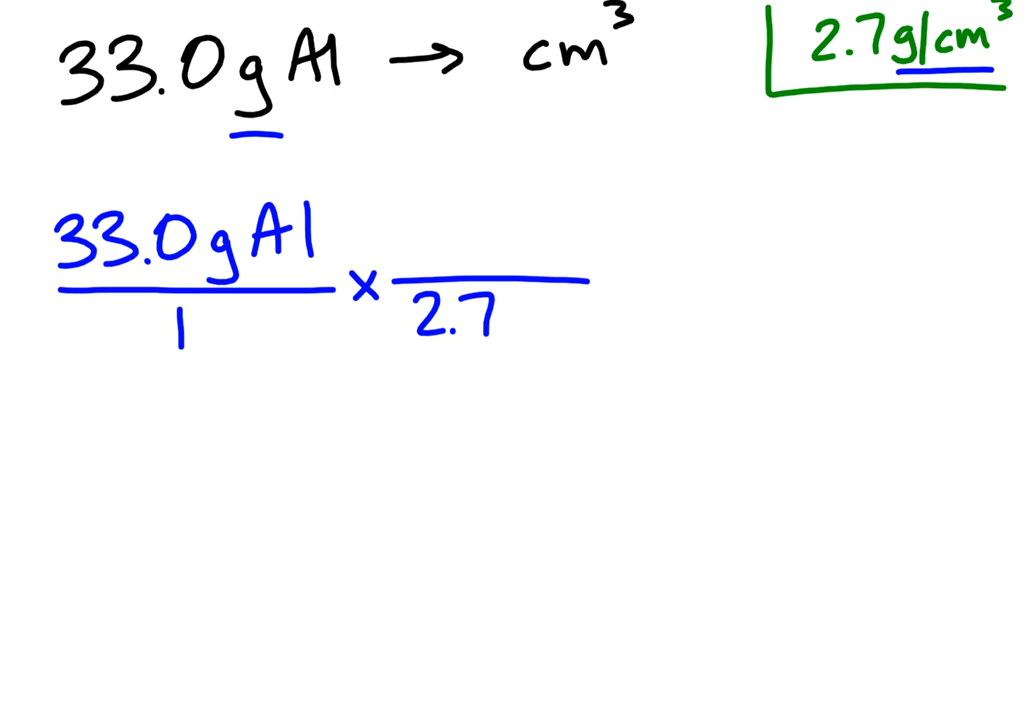 33.0g Al → cm³
2.7g/cm³
33.0g Al
1
×
2.7